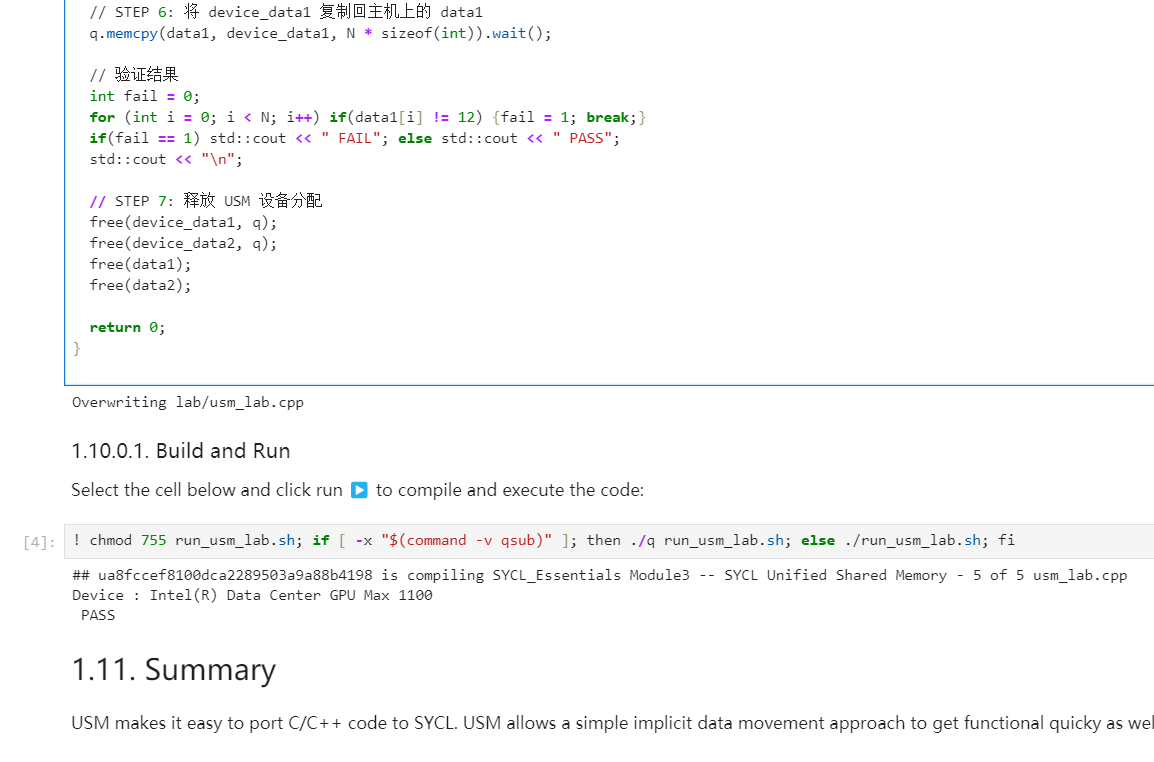 // STEP 6: 将 device_data1 复制回主机上的 data1
q.memcpy(data1, device_data1, N * sizeof(int)).wait();
// 验证结果
int fail = 0;
for (int i = 0; i < N; i++) if(data1[i] != 12) {fail = 1; break;}
if(fail == 1) std::cout << " FAIL"; else std::cout << " PASS";
std::cout << "\n";
// STEP 7: 释放 USM 设备分配
free(device_data1, q);
free(device_data2, q);
free(data1);
free(data2);
return 0;
}
Overwriting lab/usm_lab.cpp
1.10.0.1. Build and Run
Select the cell below and click run ▶ to compile and execute the code:
[4]: ! chmod 755 run_usm_lab.sh; if [ -x "$(command -v qsub)" ]; then ./q run_usm_lab.sh; else ./run_usm_lab.sh; fi
## ua8fccef8100dca2289503a9a88b4198 is compiling SYCL_Essentials Module3 -- SYCL Unified Shared Memory - 5 of 5 usm_lab.cpp
Device : Intel(R) Data Center GPU Max 1100
PASS
1.11. Summary
USM makes it easy to port C/C++ code to SYCL. USM allows a simple implicit data movement approach to get functional quicky as wel